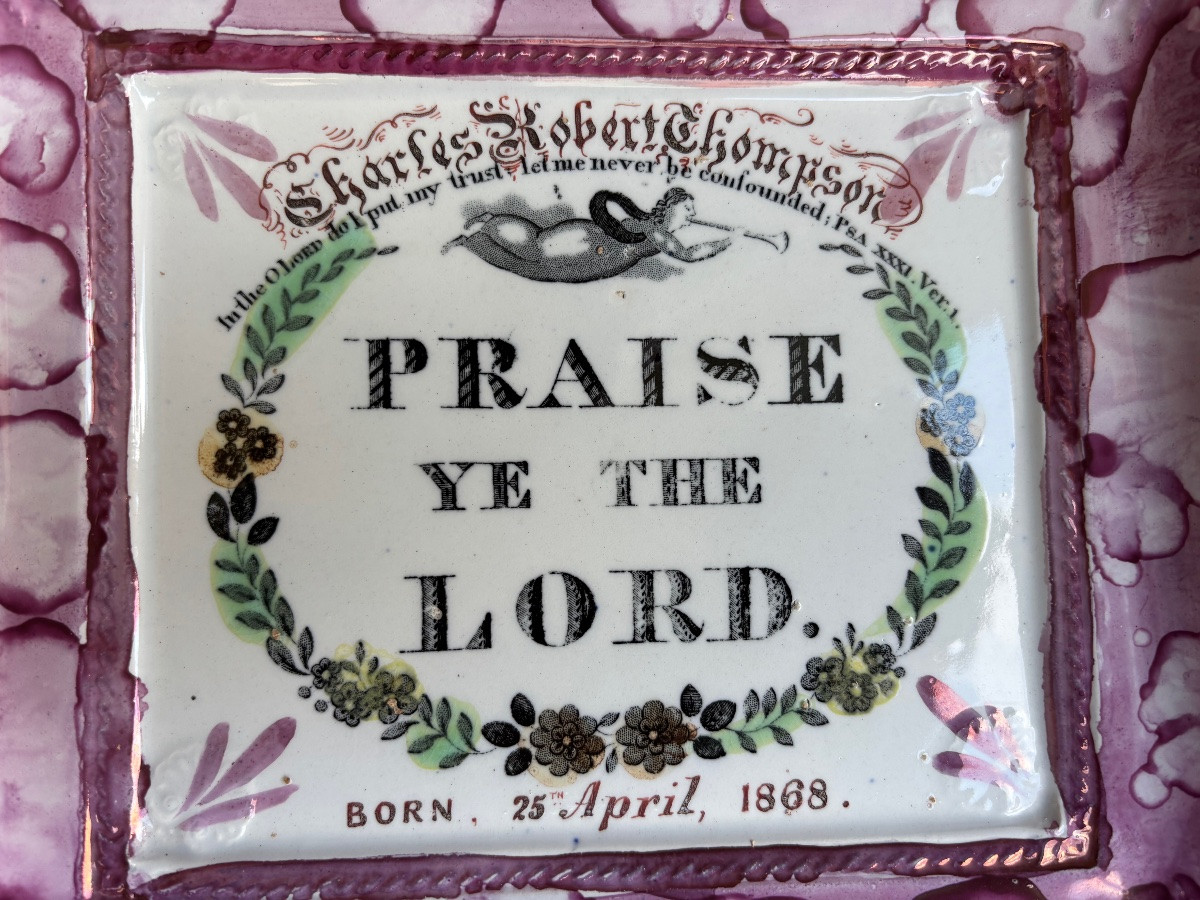 Charles Robert Thompson
In the O Lord do I put my trust, let me never be confounded; PSA XXXI. Ver. 1.
PRAISE
YE THE
LORD.
BORN, 25TH April, 1868.